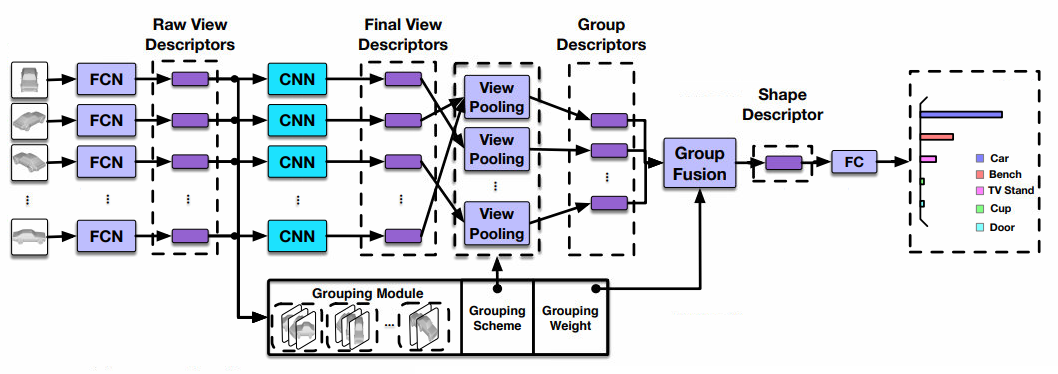 Raw View
Descriptors
Final View
Descriptors
Group
Descriptors
FCN
CNN
FCN
CNN
FCN
CNN
FCN
CNN
View
Pooling
View
Pooling
View
Pooling
Group
Fusion
Shape
Descriptor
FC
Car
Bench
TV Stand
Cup
Door
Grouping Module
Grouping
Scheme
Grouping
Weight